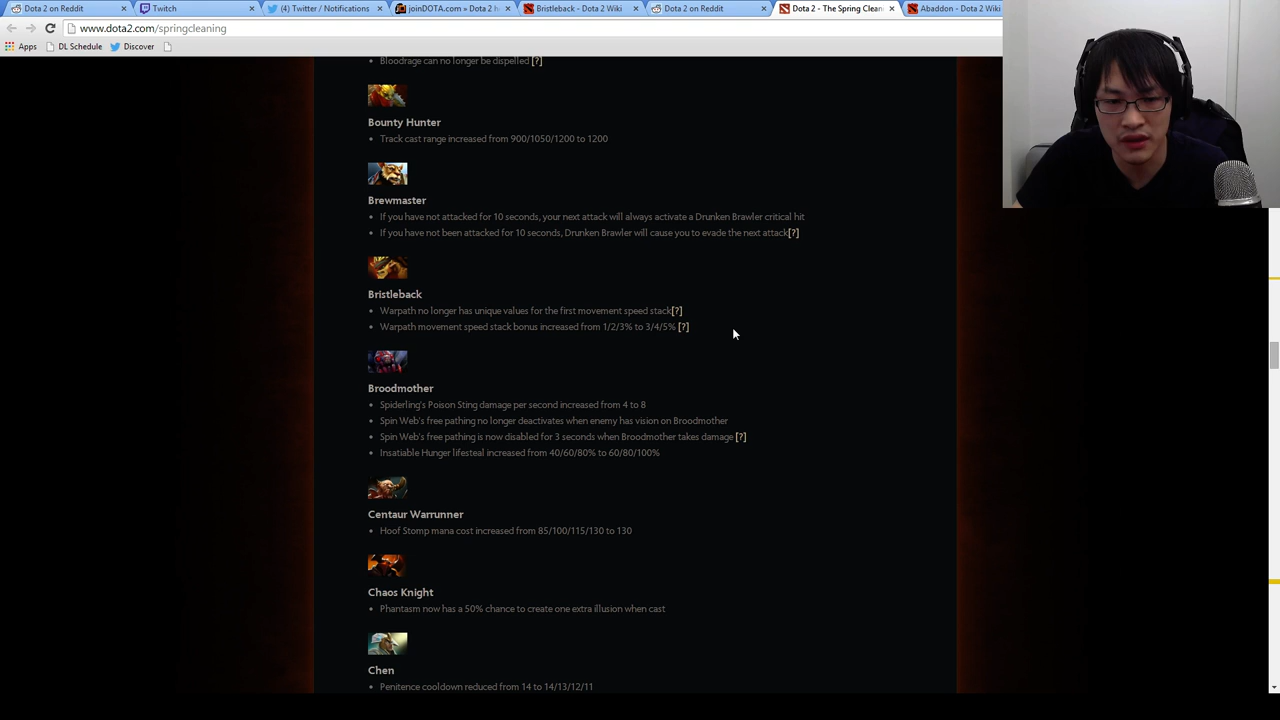 Dota 2 on Reddit
Twitch
(4) Twitter / Notifications
joinDOTA.com » Dota 2 h
Bristleback - Dota 2 Wiki
Dota 2 on Reddit
Dota 2 - The Spring Clean
Abaddon - Dota 2 Wiki
www.dota2.com/springcleaning
Apps
DL Schedule
Discover
Bloodrage can no longer be dispelled [?]
Bounty Hunter
Track cast range increased from 900/1050/1200 to 1200
Brewmaster
If you have not attacked for 10 seconds, your next attack will always activate a Drunken Brawler critical hit
If you have not been attacked for 10 seconds, Drunken Brawler will cause you to evade the next attack[?]
Bristleback
Warpath no longer has unique values for the first movement speed stack[?]
Warpath movement speed stack bonus increased from 1/2/3% to 3/4/5% [?]
Broodmother
Spiderling's Poison Sting damage per second increased from 4 to 8
Spin Web's free pathing no longer deactivates when enemy has vision on Broodmother
Spin Web's free pathing is now disabled for 3 seconds when Broodmother takes damage [?]
Insatiable Hunger lifesteal increased from 40/60/80% to 60/80/100%
Centaur Warrunner
Hoof Stomp mana cost increased from 85/100/115/130 to 130
Chaos Knight
Phantasm now has a 50% chance to create one extra illusion when cast
Chen
Penitence cooldown reduced from 14 to 14/13/12/11